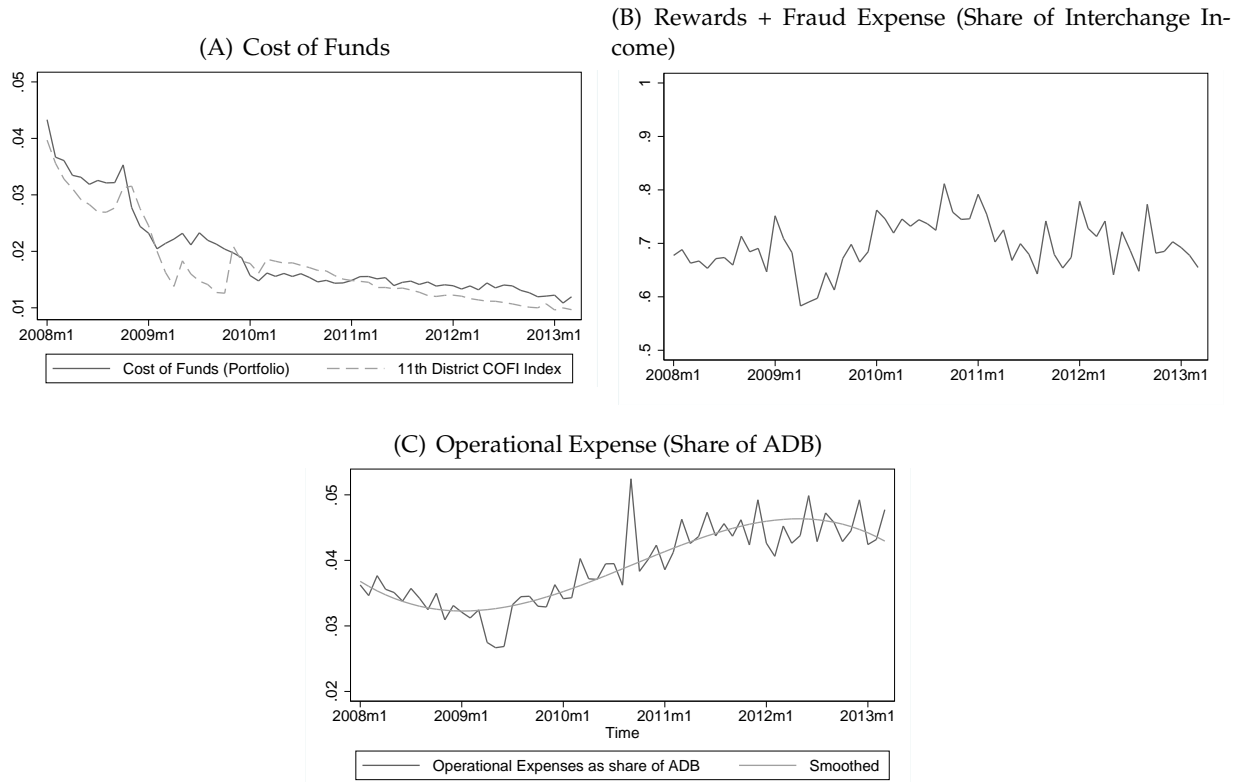 (A) Cost of Funds
.05
.04
.03
.02
.01
2008m1 2009m1 2010m1 2011m1 2012m1 2013m1
Cost of Funds (Portfolio) 11th District COFI Index
(B) Rewards + Fraud Expense (Share of Interchange In-
come)
1
.9
.8
.7
.6
.5
2008m1 2009m1 2010m1 2011m1 2012m1 2013m1
(C) Operational Expense (Share of ADB)
.05
.04
.03
.02
2008m1 2009m1 2010m1 2011m1 2012m1 2013m1
Time
Operational Expenses as share of ADB Smoothed